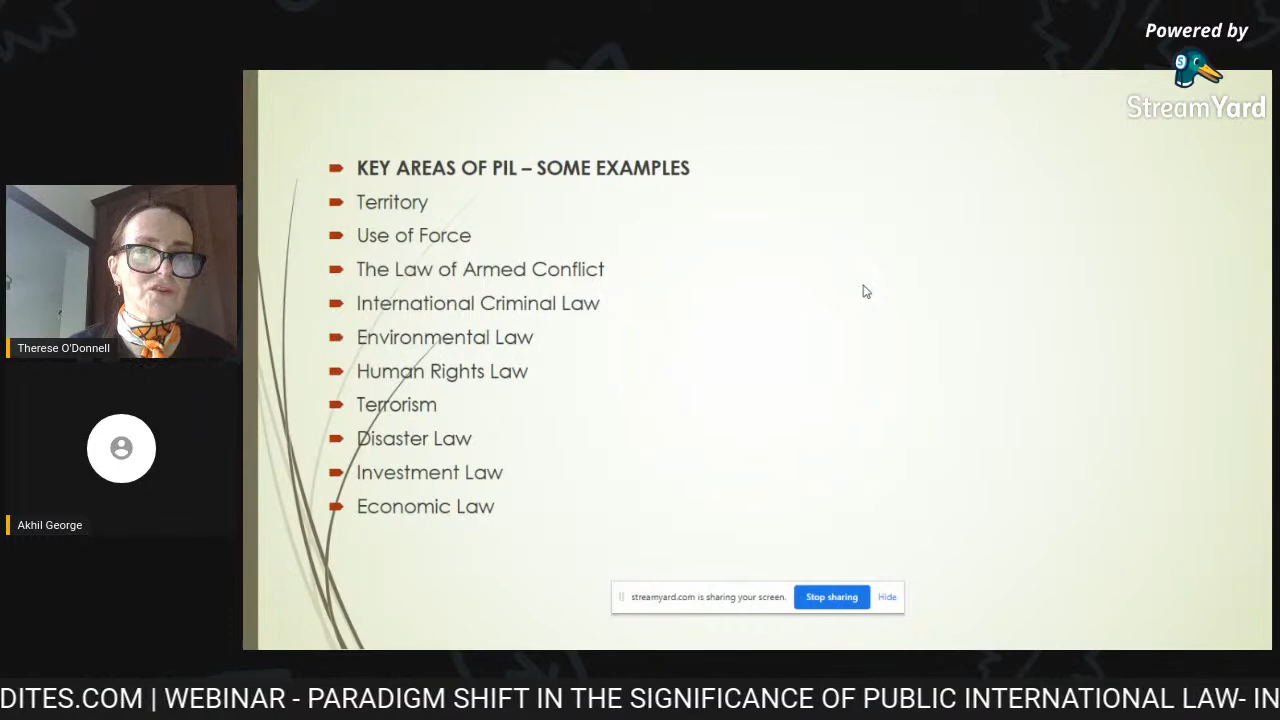 Powered by
StreamYard
KEY AREAS OF PIL – SOME EXAMPLES
Territory
Use of Force
The Law of Armed Conflict
International Criminal Law
Environmental Law
Human Rights Law
Terrorism
Disaster Law
Investment Law
Economic Law
Therese O'Donnell
Akhil George
streamyard.com is sharing your screen.
Stop sharing
Hide
DITES.COM | WEBINAR - PARADIGM SHIFT IN THE SIGNIFICANCE OF PUBLIC INTERNATIONAL LAW- IN